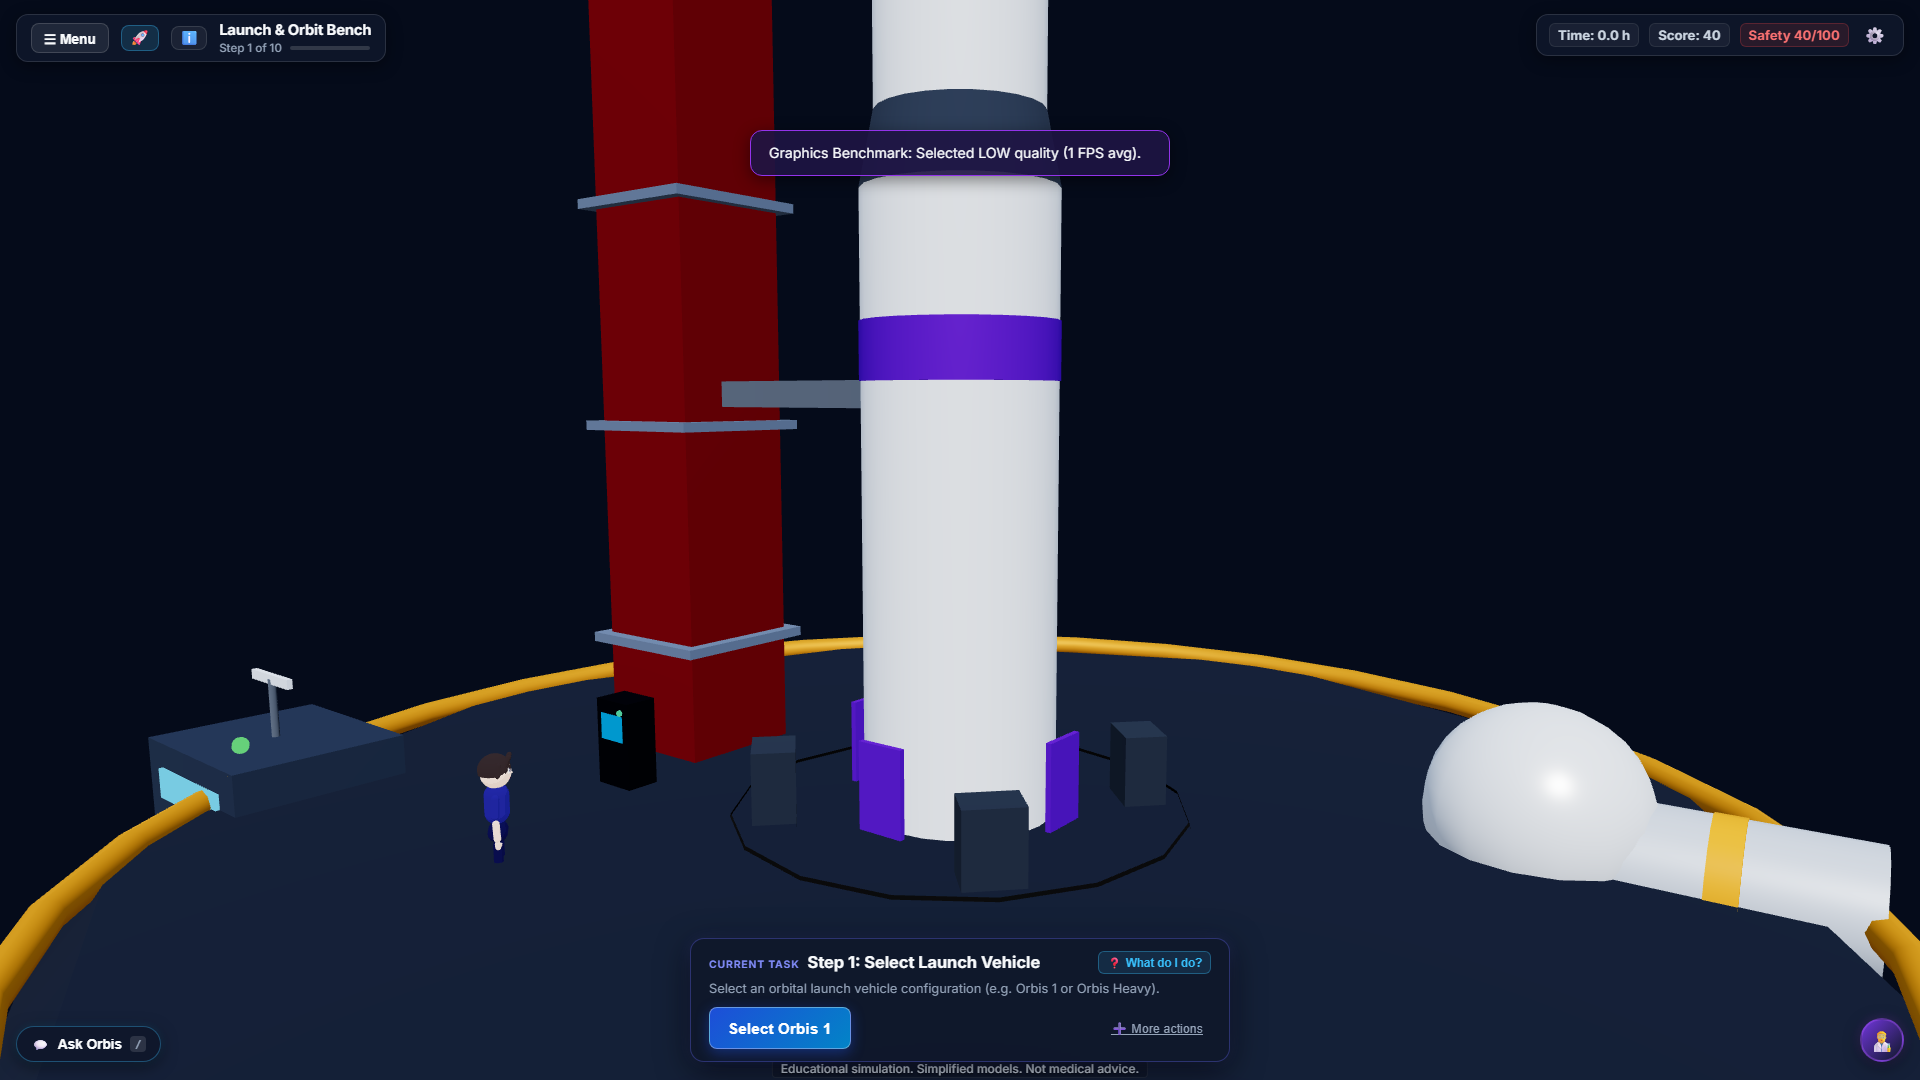 ☰ Menu
Launch & Orbit Bench
Step 1 of 10
Time: 0.0 h
Score: 40
Safety 40/100
Graphics Benchmark: Selected LOW quality (1 FPS avg).
CURRENT TASK Step 1: Select Launch Vehicle
❓ What do I do?
Select an orbital launch vehicle configuration (e.g. Orbis 1 or Orbis Heavy).
Select Orbis 1
➕ More actions
Ask Orbis /
Educational simulation. Simplified models. Not medical advice.